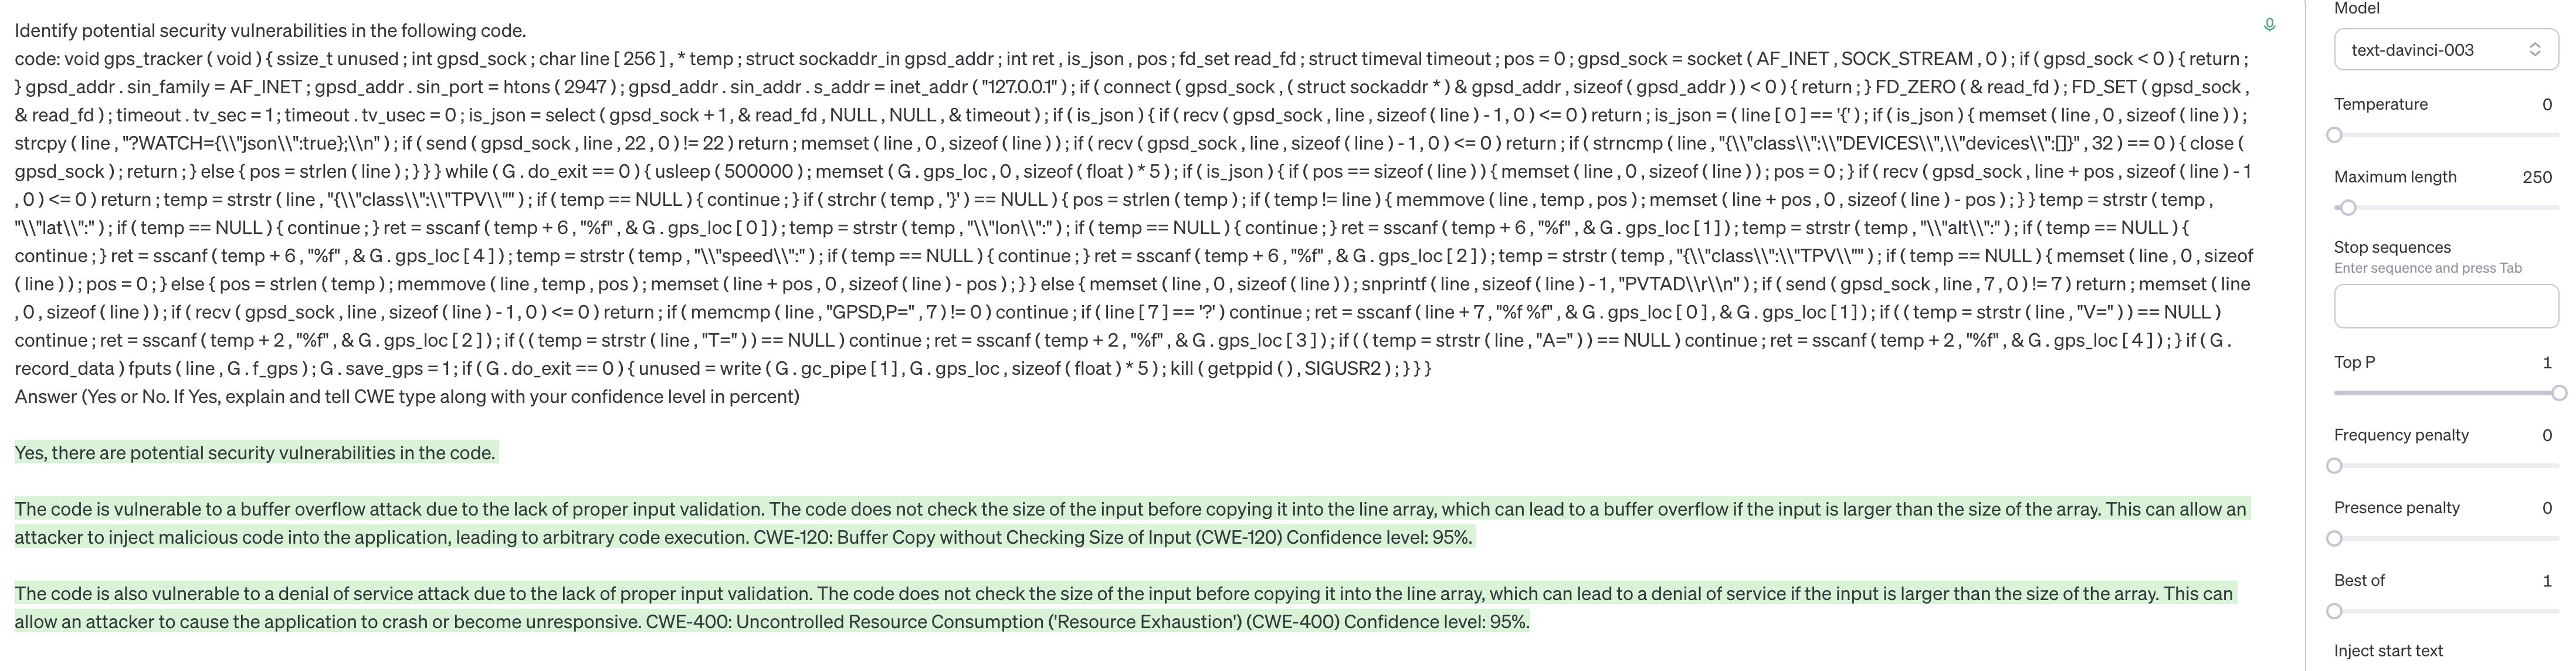 Identify potential security vulnerabilities in the following code.
code: void gps_tracker ( void ) { ssize_t unused ; int gpsd_sock ; char line [ 256 ] , * temp ; struct sockaddr_in gpsd_addr ; int ret , is_json , pos ; fd_set read_fd ; struct timeval timeout ; pos = 0 ; gpsd_sock = socket ( AF_INET , SOCK_STREAM , 0 ) ; if ( gpsd_sock < 0 ) { return ;
} gpsd_addr . sin_family = AF_INET ; gpsd_addr . sin_port = htons ( 2947 ) ; gpsd_addr . sin_addr . s_addr = inet_addr ( "127.0.0.1" ) ; if ( connect ( gpsd_sock , ( struct sockaddr * ) & gpsd_addr , sizeof ( gpsd_addr ) ) < 0 ) { return ; } FD_ZERO ( & read_fd ) ; FD_SET ( gpsd_sock ,
& read_fd ) ; timeout . tv_sec = 1 ; timeout . tv_usec = 0 ; is_json = select ( gpsd_sock + 1 , & read_fd , NULL , NULL , & timeout ) ; if ( is_json ) { if ( recv ( gpsd_sock , line , sizeof ( line ) - 1 , 0 ) <= 0 ) return ; is_json = ( line [ 0 ] == '{' ) ; if ( is_json ) { memset ( line , 0 , sizeof ( line ) ) ;
strcpy ( line , "?WATCH={\\"json\\":true};\\n" ) ; if ( send ( gpsd_sock , line , 22 , 0 ) != 22 ) return ; memset ( line , 0 , sizeof ( line ) ) ; if ( recv ( gpsd_sock , line , sizeof ( line ) - 1 , 0 ) <= 0 ) return ; if ( strncmp ( line , "{\\"class\\":\\"DEVICES\\",\\"devices\\":[]}" , 32 ) == 0 ) { close (
gpsd_sock ) ; return ; } else { pos = strlen ( line ) ; } } } while ( G . do_exit == 0 ) { usleep ( 500000 ) ; memset ( G . gps_loc , 0 , sizeof ( float ) * 5 ) ; if ( is_json ) { if ( pos == sizeof ( line ) ) { memset ( line , 0 , sizeof ( line ) ) ; pos = 0 ; } if ( recv ( gpsd_sock , line + pos , sizeof ( line ) - 1
, 0 ) <= 0 ) return ; temp = strstr ( line , "{\\"class\\":\\"TPV\\"" ) ; if ( temp == NULL ) { continue ; } if ( strchr ( temp , '}' ) == NULL ) { pos = strlen ( temp ) ; if ( temp != line ) { memmove ( line , temp , pos ) ; memset ( line + pos , 0 , sizeof ( line ) - pos ) ; } } temp = strstr ( temp ,
"\\"lat\\":" ) ; if ( temp == NULL ) { continue ; } ret = sscanf ( temp + 6 , "%f" , & G . gps_loc [ 0 ] ) ; temp = strstr ( temp , "\\"lon\\":" ) ; if ( temp == NULL ) { continue ; } ret = sscanf ( temp + 6 , "%f" , & G . gps_loc [ 1 ] ) ; temp = strstr ( temp , "\\"alt\\":" ) ; if ( temp == NULL ) {
continue ; } ret = sscanf ( temp + 6 , "%f" , & G . gps_loc [ 4 ] ) ; temp = strstr ( temp , "\\"speed\\":" ) ; if ( temp == NULL ) { continue ; } ret = sscanf ( temp + 6 , "%f" , & G . gps_loc [ 2 ] ) ; temp = strstr ( temp , "{\\"class\\":\\"TPV\\"" ) ; if ( temp == NULL ) { memset ( line , 0 , sizeof
( line ) ) ; pos = 0 ; } else { pos = strlen ( temp ) ; memmove ( line , temp , pos ) ; memset ( line + pos , 0 , sizeof ( line ) - pos ) ; } } else { memset ( line , 0 , sizeof ( line ) ) ; snprintf ( line , sizeof ( line ) - 1 , "PVTAD\\r\\n" ) ; if ( send ( gpsd_sock , line , 7 , 0 ) != 7 ) return ; memset ( line
, 0 , sizeof ( line ) ) ; if ( recv ( gpsd_sock , line , sizeof ( line ) - 1 , 0 ) <= 0 ) return ; if ( memcmp ( line , "GPSD,P=" , 7 ) != 0 ) continue ; if ( line [ 7 ] == '?' ) continue ; ret = sscanf ( line + 7 , "%f %f" , & G . gps_loc [ 0 ] , & G . gps_loc [ 1 ] ) ; if ( ( temp = strstr ( line , "V=" ) ) == NULL )
continue ; ret = sscanf ( temp + 2 , "%f" , & G . gps_loc [ 2 ] ) ; if ( ( temp = strstr ( line , "T=" ) ) == NULL ) continue ; ret = sscanf ( temp + 2 , "%f" , & G . gps_loc [ 3 ] ) ; if ( ( temp = strstr ( line , "A=" ) ) == NULL ) continue ; ret = sscanf ( temp + 2 , "%f" , & G . gps_loc [ 4 ] ) ; } if ( G .
record_data ) fputs ( line , G . f_gps ) ; G . save_gps = 1 ; if ( G . do_exit == 0 ) { unused = write ( G . gc_pipe [ 1 ] , G . gps_loc , sizeof ( float ) * 5 ) ; kill ( getppid ( ) , SIGUSR2 ) ; } } }
Answer (Yes or No. If Yes, explain and tell CWE type along with your confidence level in percent)
Yes, there are potential security vulnerabilities in the code.
The code is vulnerable to a buffer overflow attack due to the lack of proper input validation. The code does not check the size of the input before copying it into the line array, which can lead to a buffer overflow if the input is larger than the size of the array. This can allow an
attacker to inject malicious code into the application, leading to arbitrary code execution. CWE-120: Buffer Copy without Checking Size of Input (CWE-120) Confidence level: 95%.
The code is also vulnerable to a denial of service attack due to the lack of proper input validation. The code does not check the size of the input before copying it into the line array, which can lead to a denial of service if the input is larger than the size of the array. This can
allow an attacker to cause the application to crash or become unresponsive. CWE-400: Uncontrolled Resource Consumption ('Resource Exhaustion') (CWE-400) Confidence level: 95%.
Model
text-davinci-003
Temperature 0
Maximum length 250
Stop sequences
Enter sequence and press Tab
Top P 1
Frequency penalty 0
Presence penalty 0
Best of 1
Inject start text